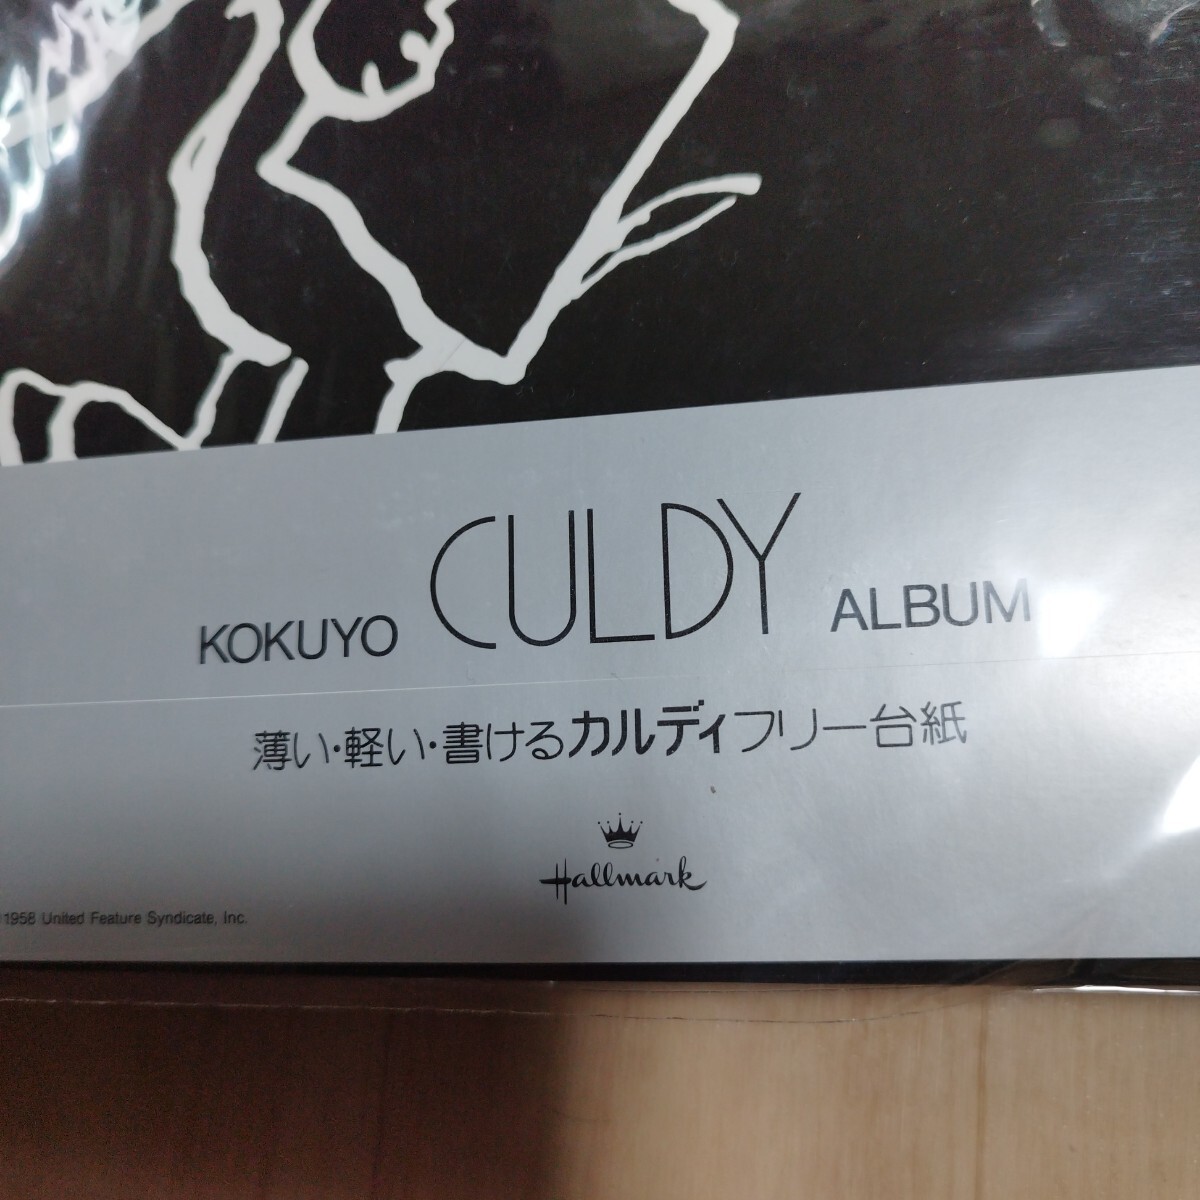 KOKUYO CULDY ALBUM
薄い・軽い・書けるカルディフリー台紙
Hallmark
1958 United Feature Syndicate, Inc.